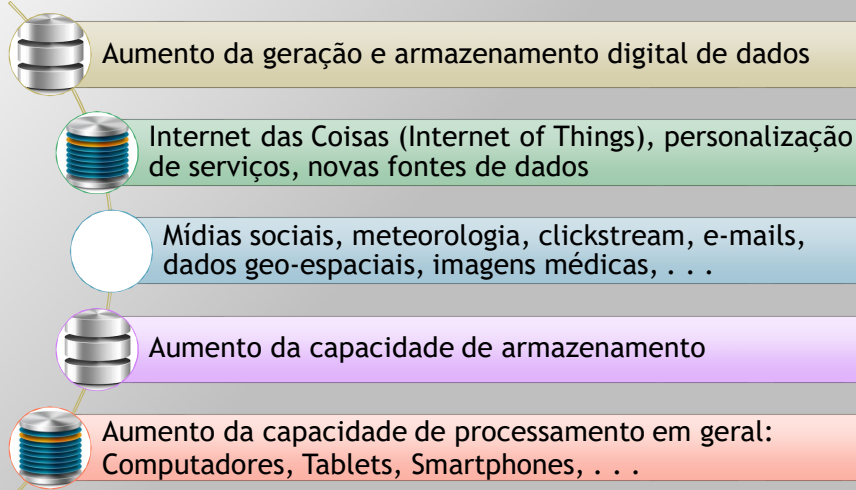 Aumento da geração e armazenamento digital de dados
Internet das Coisas (Internet of Things), personalização
de serviços, novas fontes de dados
Mídias sociais, meteorologia, clickstream, e-mails,
dados geo-espaciais, imagens médicas, . . .
Aumento da capacidade de armazenamento
Aumento da capacidade de processamento em geral:
Computadores, Tablets, Smartphones, . . .